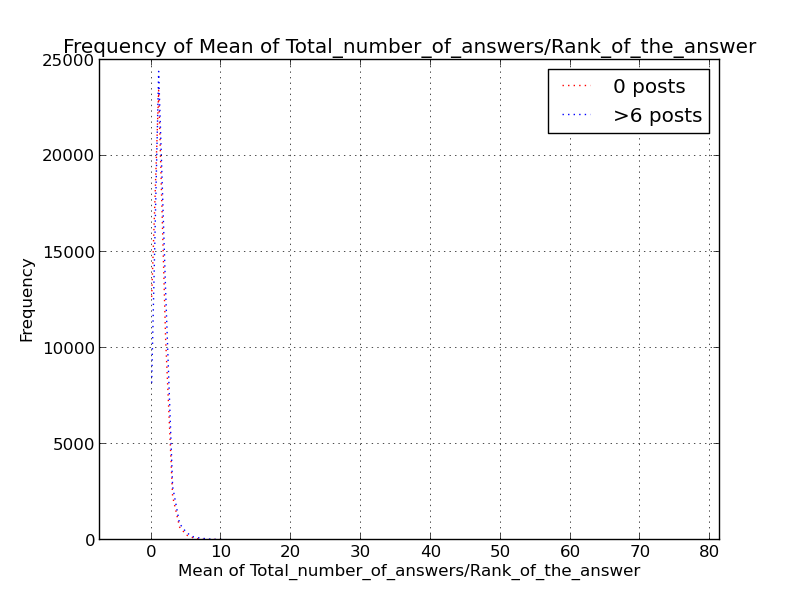 Frequency of Mean of Total_number_of_answers/Rank_of_the_answer
25000
20000
15000
10000
5000
0
Frequency
0 posts
>6 posts
0 10 20 30 40 50 60 70 80
Mean of Total_number_of_answers/Rank_of_the_answer